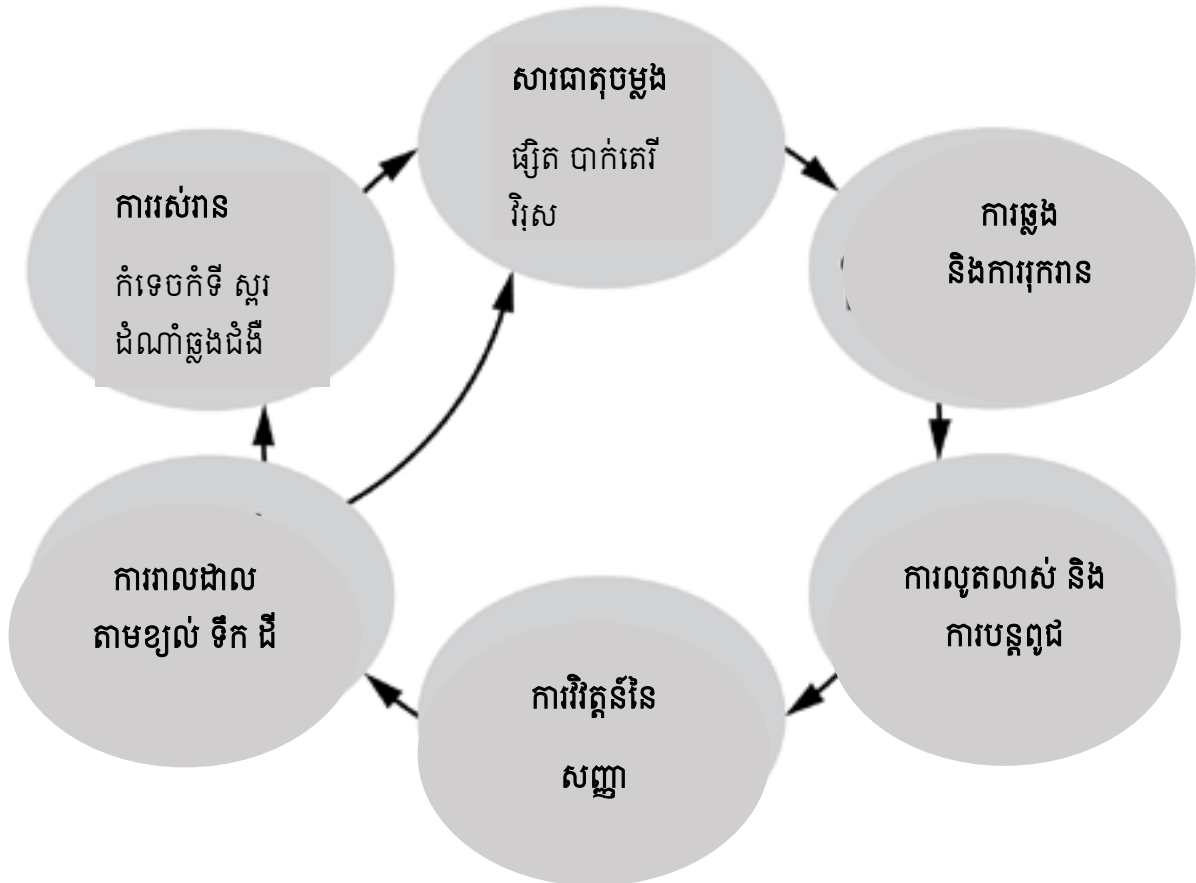 សារធាតុចម្លង
ផ្សិត បាក់តេរី
វិរុស
ការឆ្លង
និងការរុករាន
ការលូតលាស់ និង
ការបន្តពូជ
ការវិវត្តន៍នៃ
សញ្ញា
ការរាលដាល
តាមខ្យល់ ទឹក ដី
ការរស់រាន
កំទេចកំទី ស្ពរ
ដំណាំឆ្លងជំងឺ